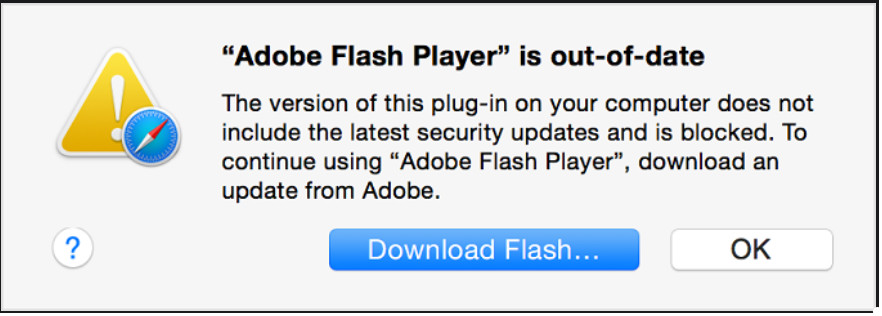 “Adobe Flash Player” is out-of-date
The version of this plug-in on your computer does not
include the latest security updates and is blocked. To
continue using “Adobe Flash Player”, download an
update from Adobe.
?
Download Flash...
OK